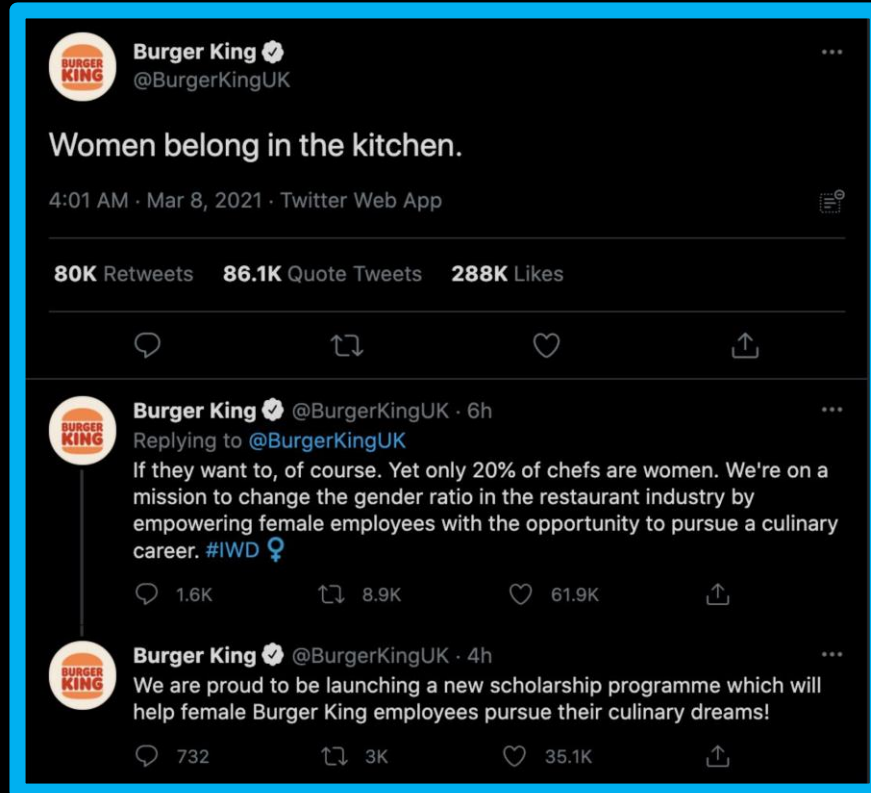 Burger King
@BurgerKingUK
Women belong in the kitchen.
4:01 AM · Mar 8, 2021 · Twitter Web App
80K Retweets 86.1K Quote Tweets 288K Likes
BURGER KING
Burger King @BurgerKingUK · 6h
Replying to @BurgerKingUK
If they want to, of course. Yet only 20% of chefs are women. We're on a
mission to change the gender ratio in the restaurant industry by
empowering female employees with the opportunity to pursue a culinary
career. #IWD
1.6K 8.9K 61.9K
BURGER KING
Burger King @BurgerKingUK · 4h
We are proud to be launching a new scholarship programme which will
help female Burger King employees pursue their culinary dreams!
732 3K 35.1K
BURGER KING